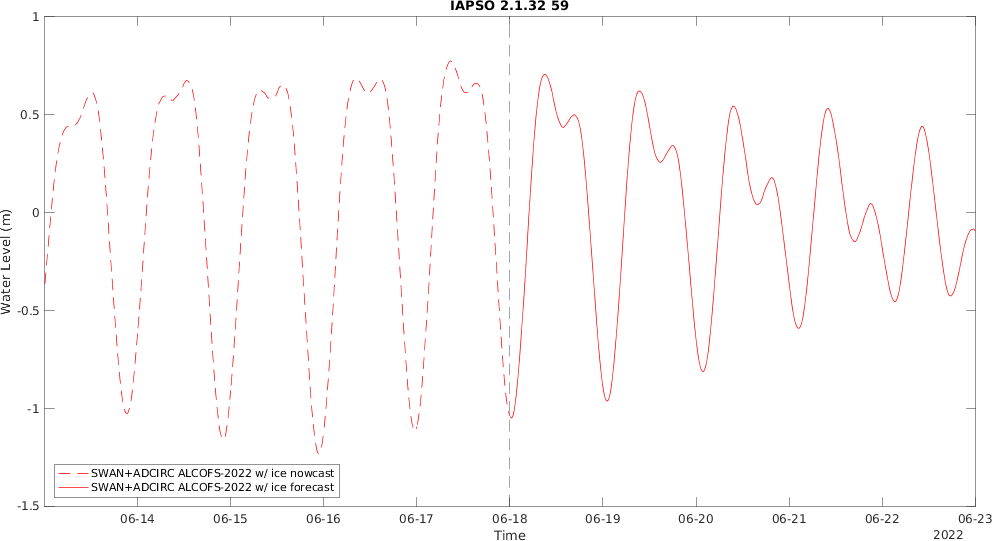 IAPSO 2.1.32 59
1
0.5
0
-0.5
-1
-1.5
Water Level (m)
SWAN+ADCIRC ALCOFS-2022 w/ ice nowcast
SWAN+ADCIRC ALCOFS-2022 w/ ice forecast
06-14 06-15 06-16 06-17 06-18 06-19 06-20 06-21 06-22 06-23
Time
2022